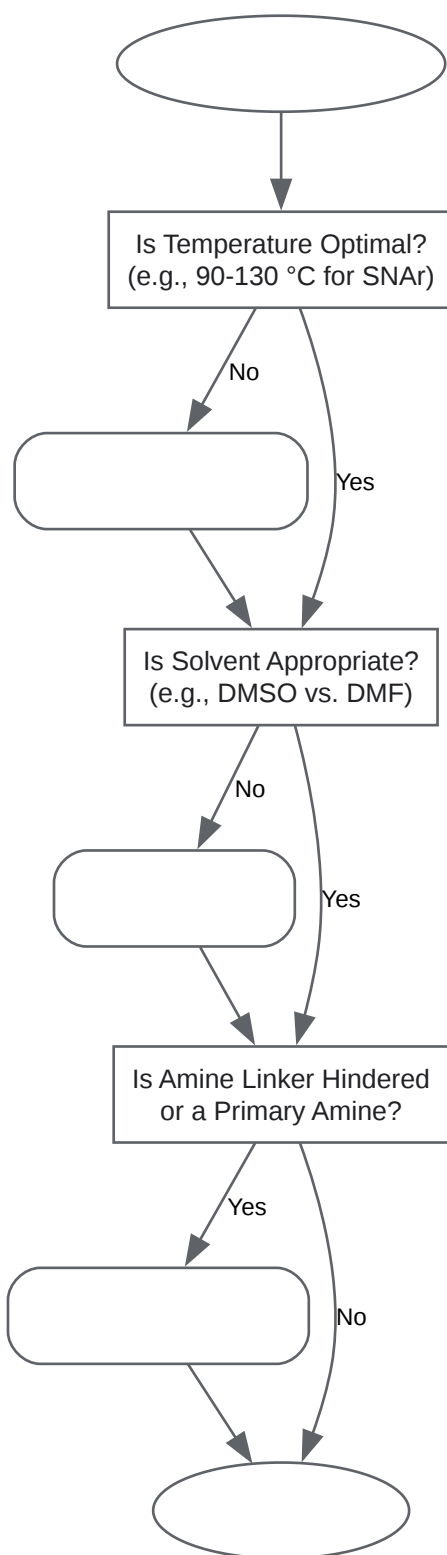 Is Temperature Optimal?
(e.g., 90-130 °C for SNAr)
No
Yes
Is Solvent Appropriate?
(e.g., DMSO vs. DMF)
No
Yes
Is Amine Linker Hindered
or a Primary Amine?
Yes
No